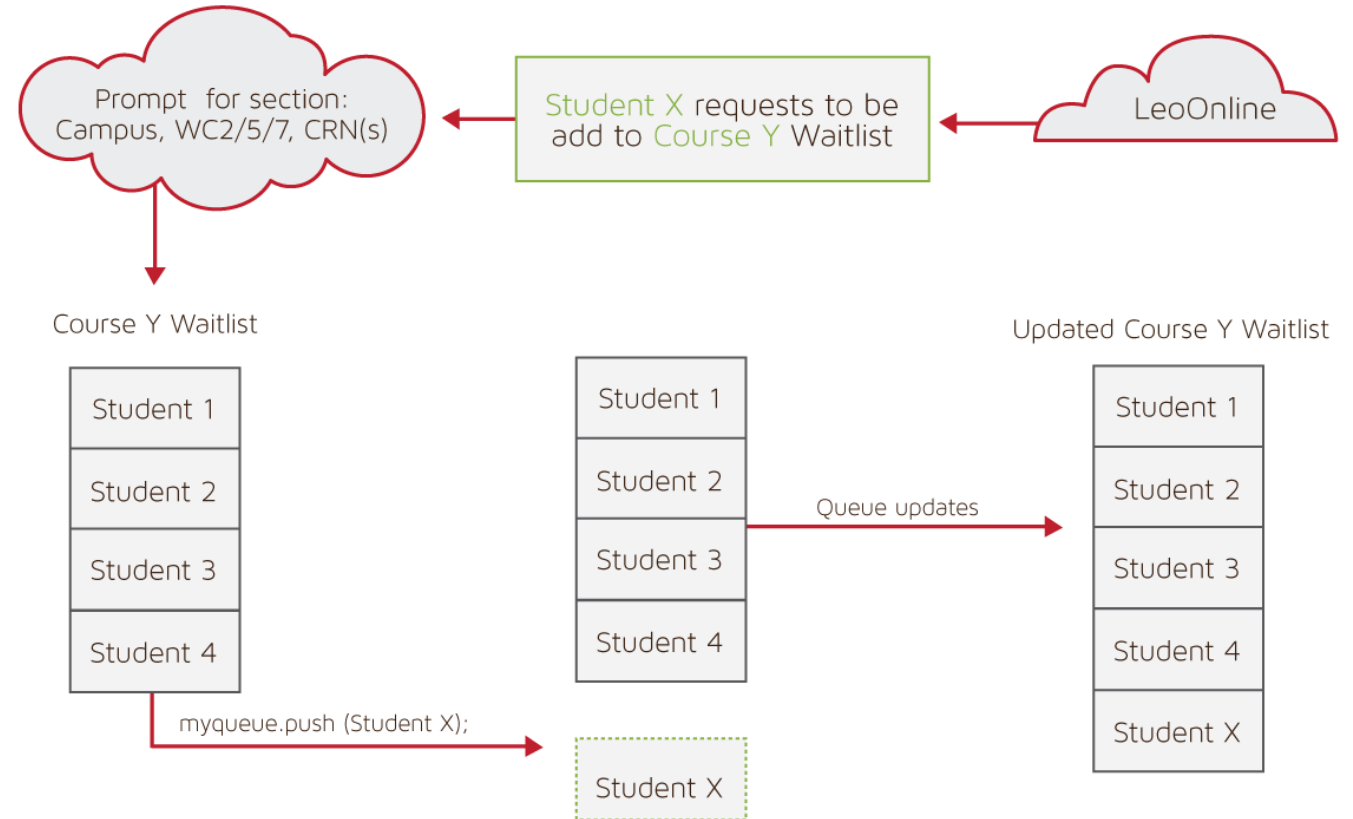 Prompt for section:
Campus, WC2/5/7, CRN(s)
Student X requests to be
add to Course Y Waitlist
LeoOnline
Course Y Waitlist
Student 1
Student 2
Student 3
Student 4
myqueue.push (Student X);
Student 1
Student 2
Student 3
Student 4
Student X
Queue updates
Updated Course Y Waitlist
Student 1
Student 2
Student 3
Student 4
Student X